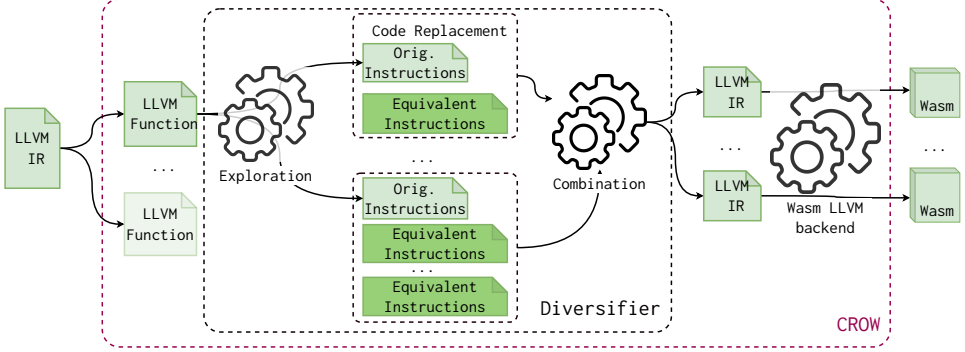 LLVM
IR
LLVM
Function
...
LLVM
Function
Exploration
Code Replacement
Orig.
Instructions
Equivalent
Instructions
...
Orig.
Instructions
Equivalent
Instructions
...
Equivalent
Instructions
Combination
Diversifier
LLVM
IR
...
LLVM
IR
Wasm LLVM
backend
Wasm
...
Wasm
CROW